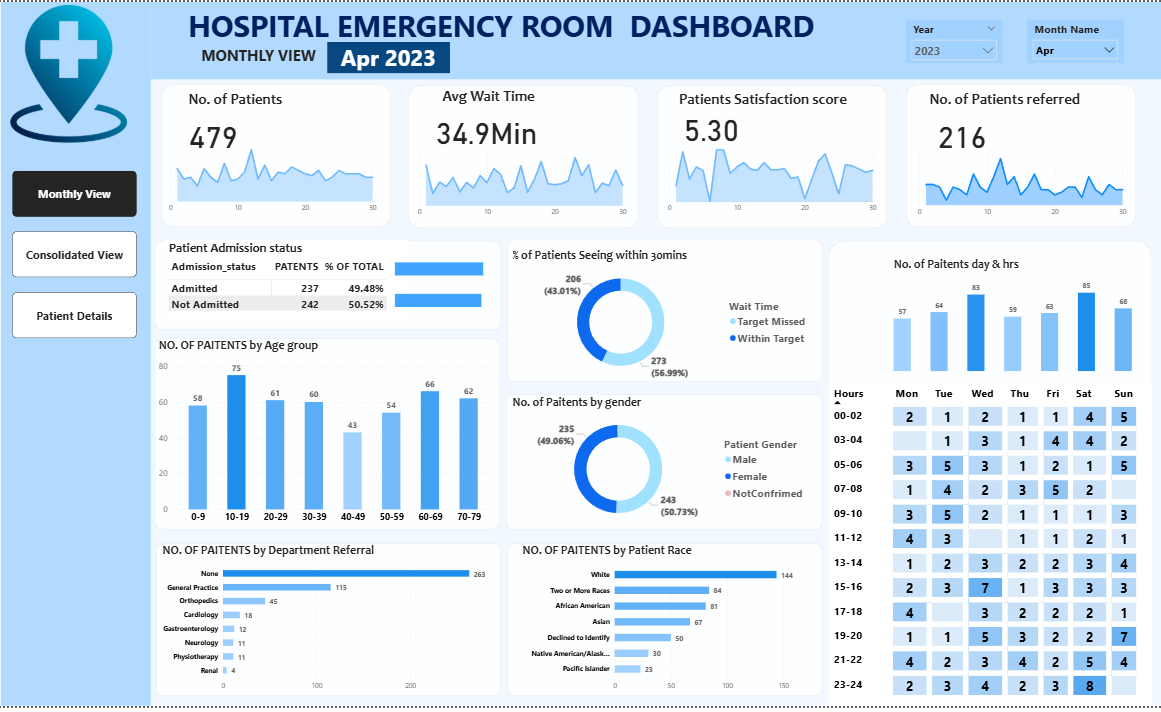 HOSPITAL EMERGENCY ROOM DASHBOARD
MONTHLY VIEW Apr 2023
Year
2023
Month Name
Apr
Monthly View
Consolidated View
Patient Details
No. of Patients
479
0 10 20 30
Avg Wait Time
34.9Min
0 10 20 30
Patients Satisfaction score
5.30
0 10 20 30
No. of Patients referred
216
0 10 20 30
Patient Admission status
Admission_status PATENTS % OF TOTAL
Admitted 237 49.48%
Not Admitted 242 50.52%
% of Patients Seeing within 30mins
206
(43.01%)
273
(56.99%)
Wait Time
Target Missed
Within Target
NO. OF PAITENTS by Age group
80
60
40
20
0
58 75 61 60 43 54 66 62
0-9 10-19 20-29 30-39 40-49 50-59 60-69 70-79
No. of Paitents by gender
235
(49.06%)
243
(50.73%)
Patient Gender
Male
Female
NotConfrimed
NO. OF PAITENTS by Department Referral
None 263
General Practice 115
Orthopedics 45
Cardiology 18
Gastroenterology 12
Neurology 11
Physiotherapy 11
Renal 4
0 100 200
NO. OF PAITENTS by Patient Race
White 144
Two or More Races 84
African American 81
Asian 67
Declined to Identify 50
Native American/Alask... 30
Pacific Islander 23
0 50 100 150
No. of Paitents day & hrs
57 64 83 59 63 85 68
Hours Mon Tue Wed Thu Fri Sat Sun
00-02 2 1 2 1 1 4 5
03-04 1 3 1 4 4 2
05-06 3 5 3 1 2 1 5
07-08 1 4 2 3 5 2
09-10 3 5 2 1 1 1 3
11-12 4 3 1 1 2 1
13-14 1 2 3 2 2 3 4
15-16 2 3 7 1 3 3 3
17-18 4 3 2 2 2 1
19-20 1 1 5 3 2 2 7
21-22 4 2 3 4 2 5 4
23-24 2 3 4 2 3 8